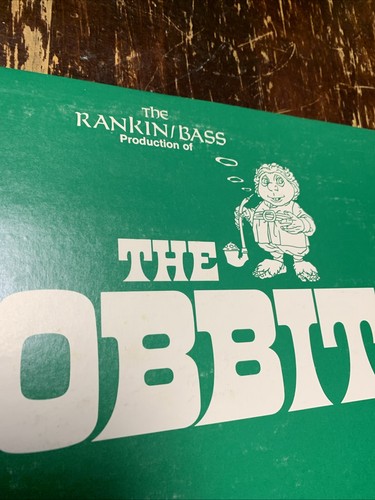 THE
RANKIN/BASS
Production of
THE
OBBIT